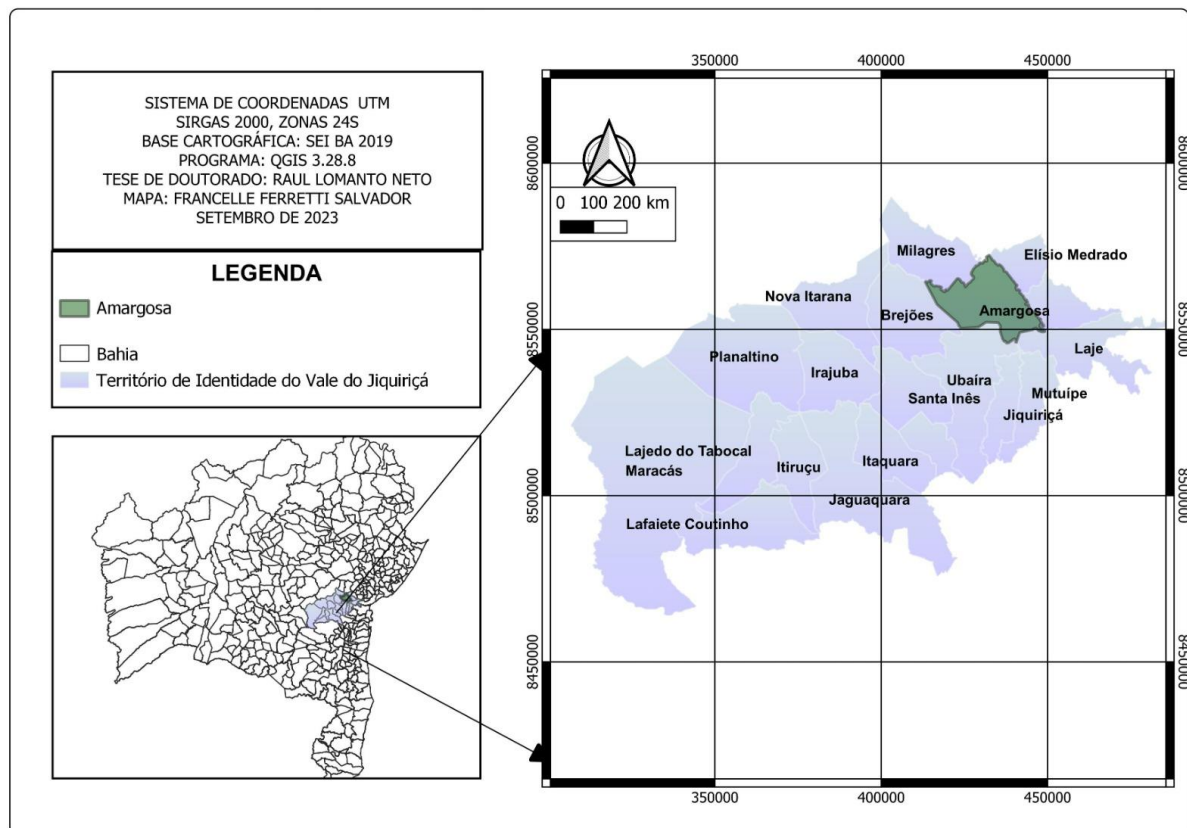 SISTEMA DE COORDENADAS UTM
SIRGAS 2000, ZONAS 24S
BASE CARTOGRÁFICA: SEI BA 2019
PROGRAMA: QGIS 3.28.8
TESE DE DOUTORADO: RAUL LOMANTO NETO
MAPA: FRANCELLE FERRETTI SALVADOR
SETEMBRO DE 2023
LEGENDA
Amargosa
Bahia
Território de Identidade do Vale do Jiquiriçá
350000 400000 450000
8600000 8600000
0 100 200 km
Milagres
Elísio Medrado
Nova Itarana
Brejões
Amargosa
8550000 8550000
Planaltino
Laje
Irajuba
Ubaíra
Santa Inês
Mutuípe
Jiquiriçá
Lajedo do Tabocal
Maracás
Itiruçu
Itaquara
8500000 8500000
Jaguaquara
Lafaiete Coutinho
8450000 8450000
350000 400000 450000